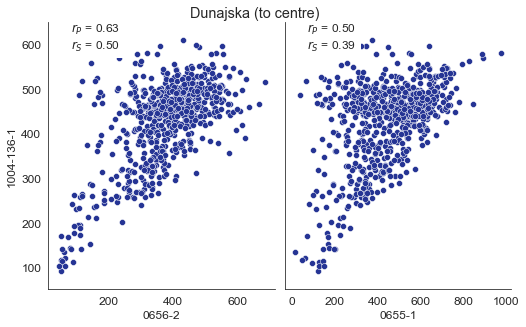 Dunajska (to centre)
r_P = 0.63
r_S = 0.50
r_P = 0.50
r_S = 0.39
600
500
400
300
200
100
1004-136-1
200 400 600
0 200 400 600 800 1000
0656-2
0655-1